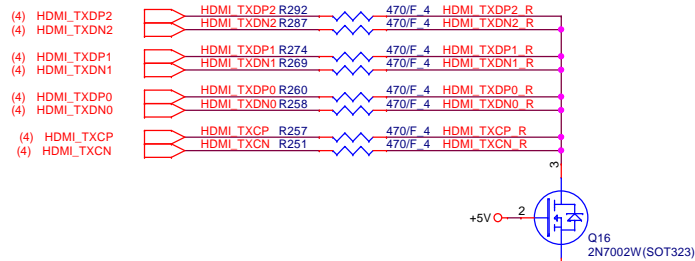 (4) HDMI_TXDP2 HDMI_TXDP2 R292 470/F_4 HDMI_TXDP2_R
(4) HDMI_TXDN2 HDMI_TXDN2 R287 470/F_4 HDMI_TXDN2_R
(4) HDMI_TXDP1 HDMI_TXDP1 R274 470/F_4 HDMI_TXDP1_R
(4) HDMI_TXDN1 HDMI_TXDN1 R269 470/F_4 HDMI_TXDN1_R
(4) HDMI_TXDP0 HDMI_TXDP0 R260 470/F_4 HDMI_TXDP0_R
(4) HDMI_TXDN0 HDMI_TXDN0 R258 470/F_4 HDMI_TXDN0_R
(4) HDMI_TXCP HDMI_TXCP R257 470/F_4 HDMI_TXCP_R
(4) HDMI_TXCN HDMI_TXCN R251 470/F_4 HDMI_TXCN_R
3
+5V 2
Q16
2N7002W(SOT323)